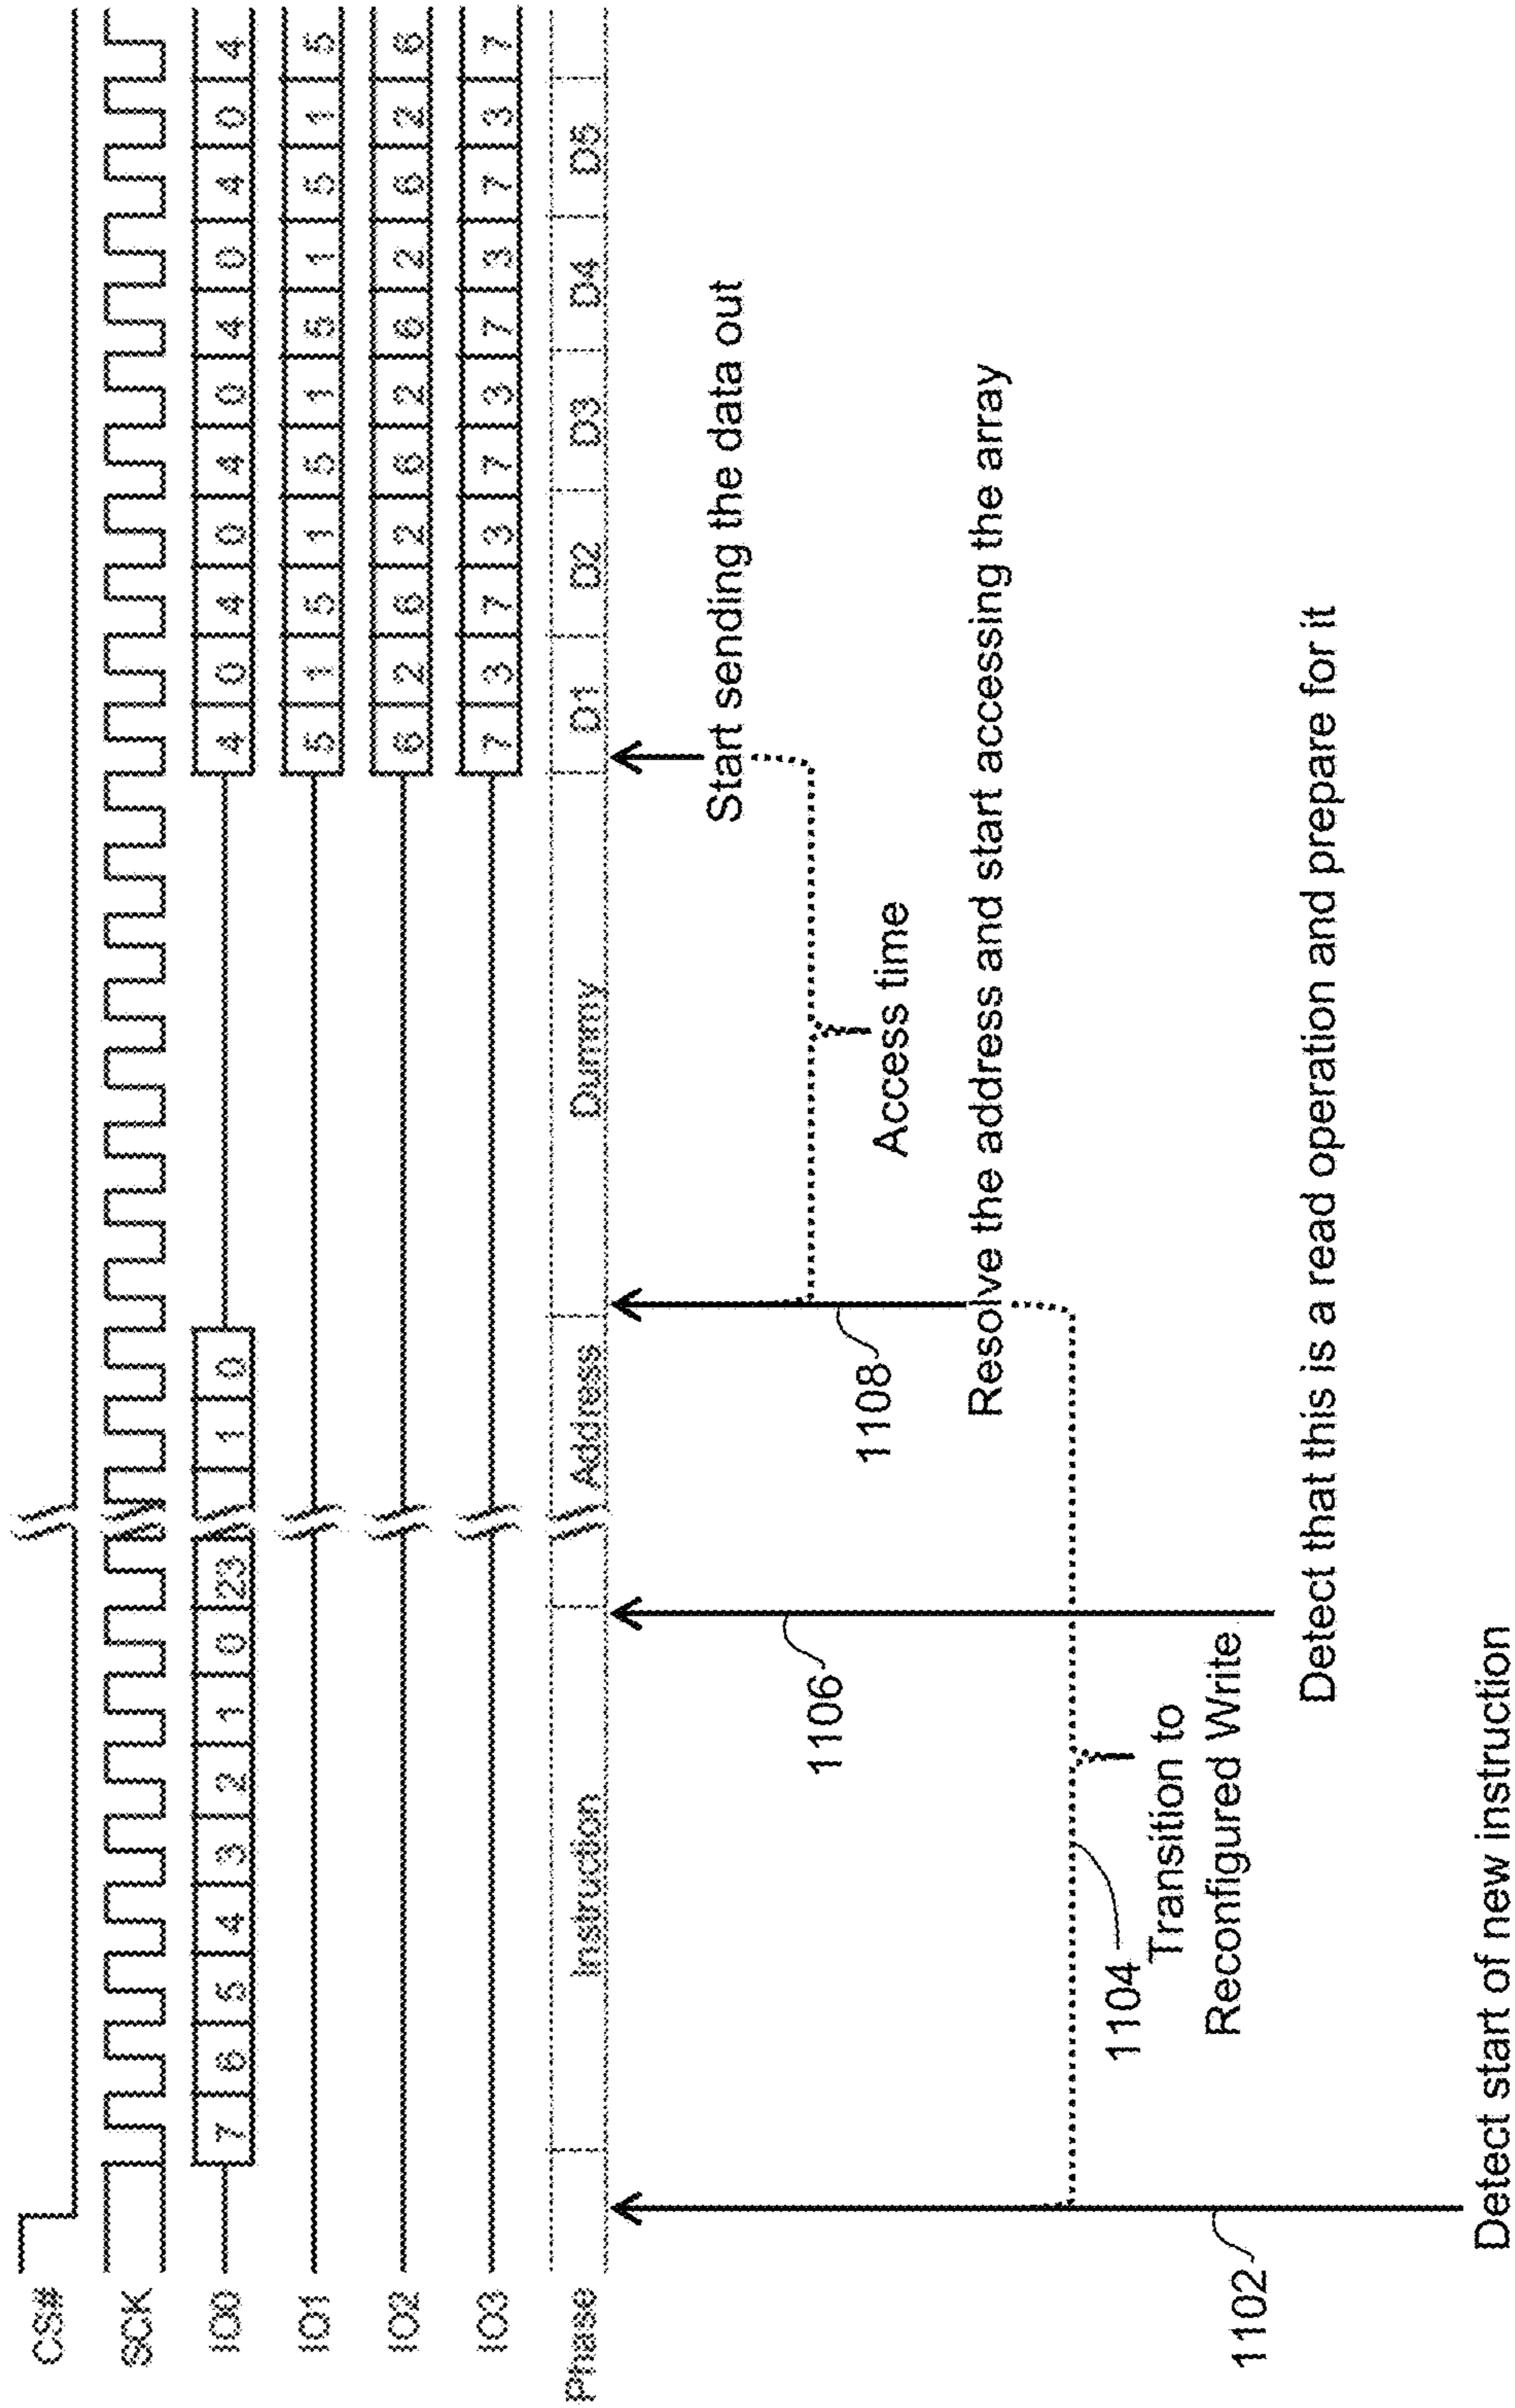 CS#
SCK
IO0 7 6 5 4 3 2 1 0 23 1 0 4 0 4 0 4 0 4 0 4 0 4
IO1 5 1 5 1 5 1 5 1 5 1 5
IO2 6 2 6 2 6 2 6 2 6 2 6
IO3 7 3 7 3 7 3 7 3 7 3 7
Phase Instruction Address Dummy D1 D2 D3 D4 D5
Start sending the data out
Access time
1108
Resolve the address and start accessing the array
1106
1104
Transition to
Reconfigured Write
Detect that this is a read operation and prepare for it
1102
Detect start of new instruction